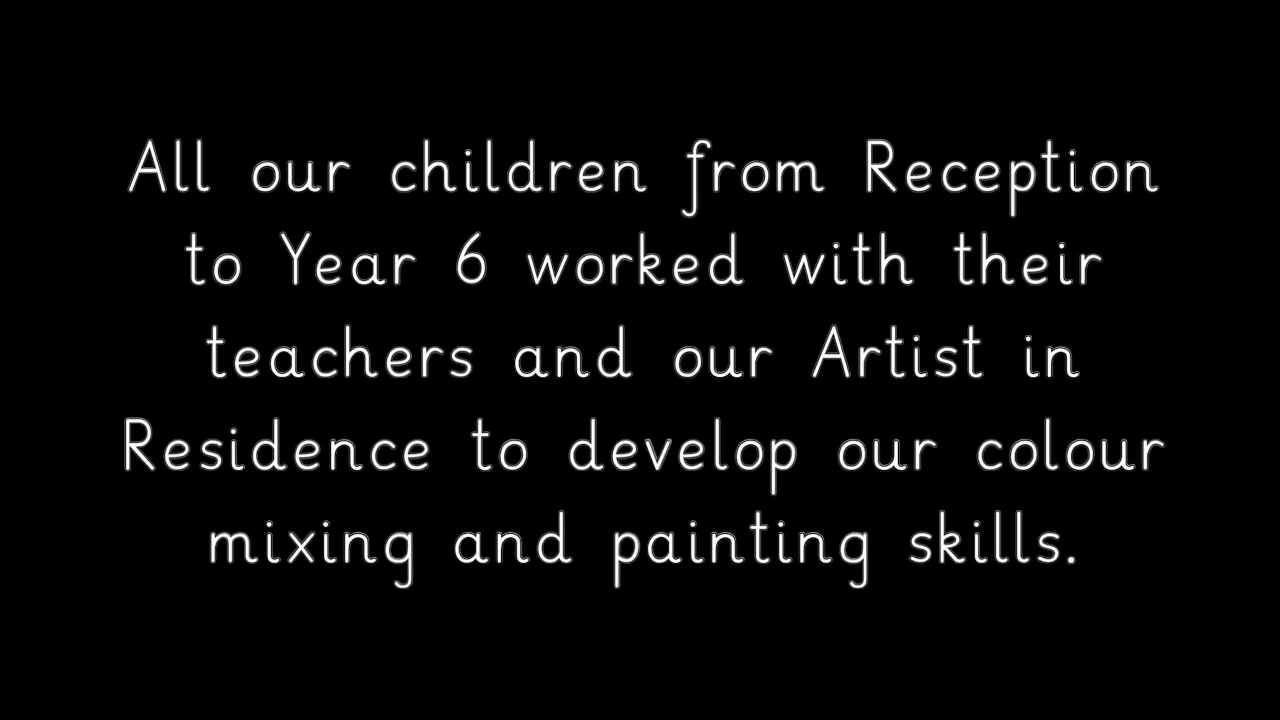 All our children from Reception
to Year 6 worked with their
teachers and our Artist in
Residence to develop our colour
mixing and painting skills.